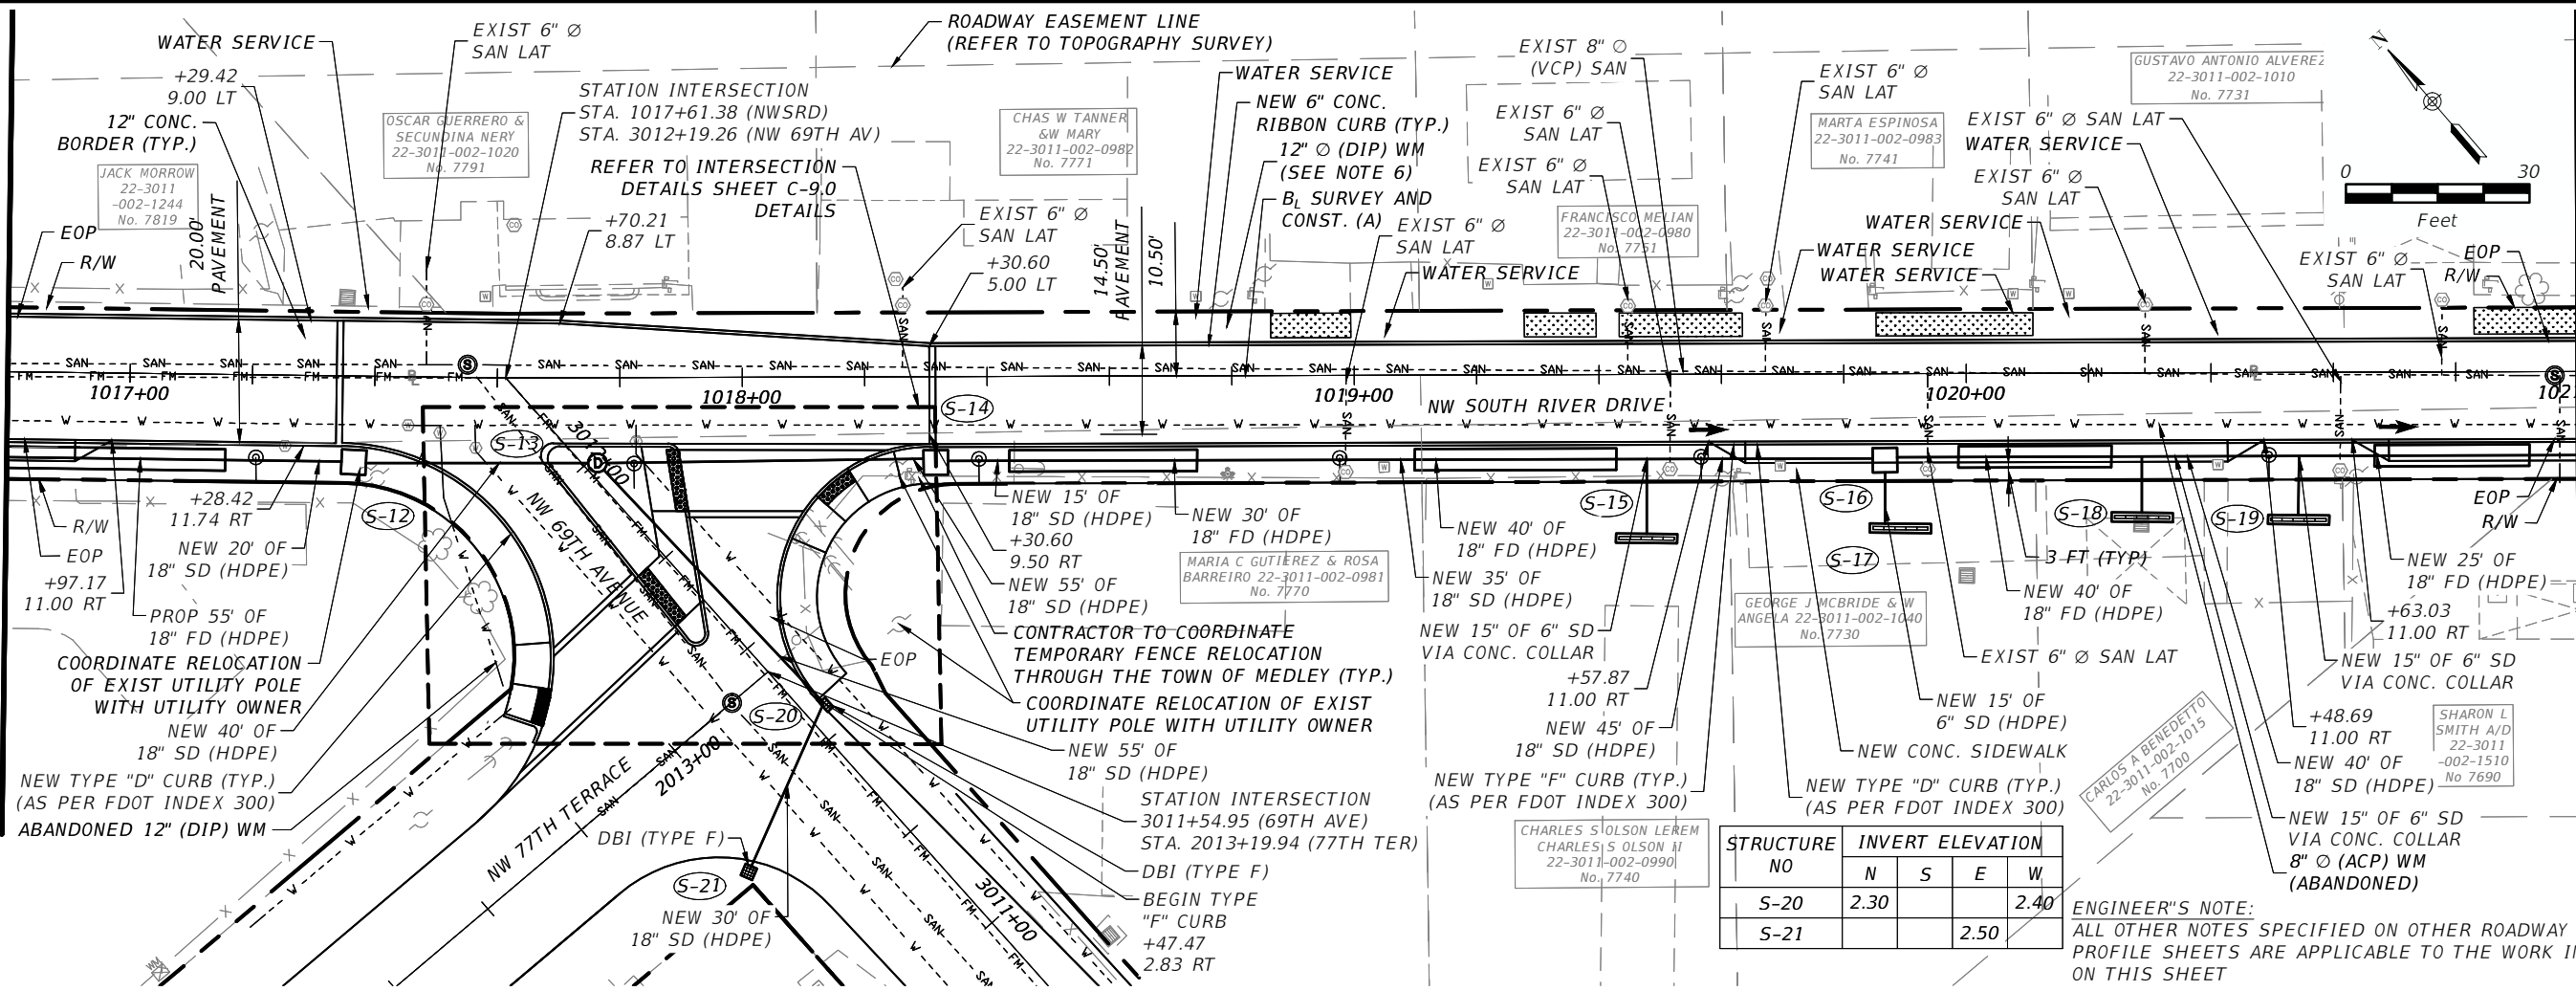 WATER SERVICE
+29.42
9.00 LT
12" CONC.
BORDER (TYP.)
JACK MORROW
22-3011
-002-1244
No. 7819
EOP
R/W
20.00'
PAVEMENT
EXIST 6" Ø
SAN LAT
OSCAR GUERRERO &
SECUNDINA NERY
22-3011-002-1020
No. 7791
STATION INTERSECTION
STA. 1017+61.38 (NWSRD)
STA. 3012+19.26 (NW 69TH AV)
REFER TO INTERSECTION
DETAILS SHEET C-9.0
DETAILS
+70.21
8.87 LT
ROADWAY EASEMENT LINE
(REFER TO TOPOGRAPHY SURVEY)
CHAS W TANNER
&W MARY
22-3011-002-0982
No. 7771
EXIST 6" Ø
SAN LAT
+30.60
5.00 LT
14.50'
PAVEMENT
10.50'
WATER SERVICE
NEW 6" CONC.
RIBBON CURB (TYP.)
12" Ø (DIP) WM
(SEE NOTE 6)
BL SURVEY AND
CONST. (A)
EXIST 6" Ø
SAN LAT
WATER SERVICE
EXIST 8" Ø
(VCP) SAN
EXIST 6" Ø
SAN LAT
EXIST 6" Ø
SAN LAT
FRANCISCO MELIAN
22-3011-002-0980
No. 7751
EXIST 6" Ø
SAN LAT
MARTA ESPINOSA
22-3011-002-0983
No. 7741
WATER SERVICE
WATER SERVICE
WATER SERVICE
EXIST 6" Ø SAN LAT
WATER SERVICE
EXIST 6" Ø
SAN LAT
GUSTAVO ANTONIO ALVEREZ
22-3011-002-1010
No. 7731
N
0 30
Feet
EXIST 6" Ø
SAN LAT
EOP
R/W
1017+00
1018+00
1019+00
1020+00
102
NW SOUTH RIVER DRIVE
S-12
S-13
S-14
S-15
S-16
S-17
S-18
S-19
S-20
S-21
3012+00
NW 69TH AVENUE
NW 77TH TERRACE
2013+00
3011+00
R/W
EOP
+97.17
11.00 RT
+28.42
11.74 RT
NEW 20' OF
18" SD (HDPE)
PROP 55' OF
18" FD (HDPE)
COORDINATE RELOCATION
OF EXIST UTILITY POLE
WITH UTILITY OWNER
NEW 40' OF
18" SD (HDPE)
NEW TYPE "D" CURB (TYP.)
(AS PER FDOT INDEX 300)
ABANDONED 12" (DIP) WM
DBI (TYPE F)
NEW 30' OF
18" SD (HDPE)
EOP
NEW 15' OF
18" SD (HDPE)
+30.60
9.50 RT
NEW 55' OF
18" SD (HDPE)
CONTRACTOR TO COORDINATE
TEMPORARY FENCE RELOCATION
THROUGH THE TOWN OF MEDLEY (TYP.)
COORDINATE RELOCATION OF EXIST
UTILITY POLE WITH UTILITY OWNER
NEW 55' OF
18" SD (HDPE)
STATION INTERSECTION
3011+54.95 (69TH AVE)
STA. 2013+19.94 (77TH TER)
DBI (TYPE F)
BEGIN TYPE
"F" CURB
+47.47
2.83 RT
NEW 30' OF
18" FD (HDPE)
MARIA C GUTIEREZ & ROSA
BARREIRO 22-3011-002-0981
No. 7770
NEW 40' OF
18" FD (HDPE)
NEW 35' OF
18" SD (HDPE)
NEW 15" OF 6" SD
VIA CONC. COLLAR
+57.87
11.00 RT
NEW 45' OF
18" SD (HDPE)
NEW TYPE "F" CURB (TYP.)
(AS PER FDOT INDEX 300)
CHARLES S OLSON LEREM
CHARLES S OLSON II
22-3011-002-0990
No. 7740
GEORGE J MCBRIDE & W
ANGELA 22-3011-002-1040
No. 7730
3 FT (TYP)
NEW 40' OF
18" FD (HDPE)
EXIST 6" Ø SAN LAT
NEW 15' OF
6" SD (HDPE)
NEW CONC. SIDEWALK
NEW TYPE "D" CURB (TYP.)
(AS PER FDOT INDEX 300)
CARLOS A BENEDETTO
22-3011-002-1015
No. 7700
EOP
R/W
NEW 25' OF
18" FD (HDPE)
+63.03
11.00 RT
NEW 15" OF 6" SD
VIA CONC. COLLAR
+48.69
11.00 RT
SHARON L
SMITH A/D
22-3011
-002-1510
No 7690
NEW 40' OF
18" SD (HDPE)
NEW 15" OF 6" SD
VIA CONC. COLLAR
8" Ø (ACP) WM
(ABANDONED)
STRUCTURE NO INVERT ELEVATION
N S E W
S-20 2.30 2.40
S-21 2.50
ENGINEER"S NOTE:
ALL OTHER NOTES SPECIFIED ON OTHER ROADWAY
PROFILE SHEETS ARE APPLICABLE TO THE WORK I
ON THIS SHEET